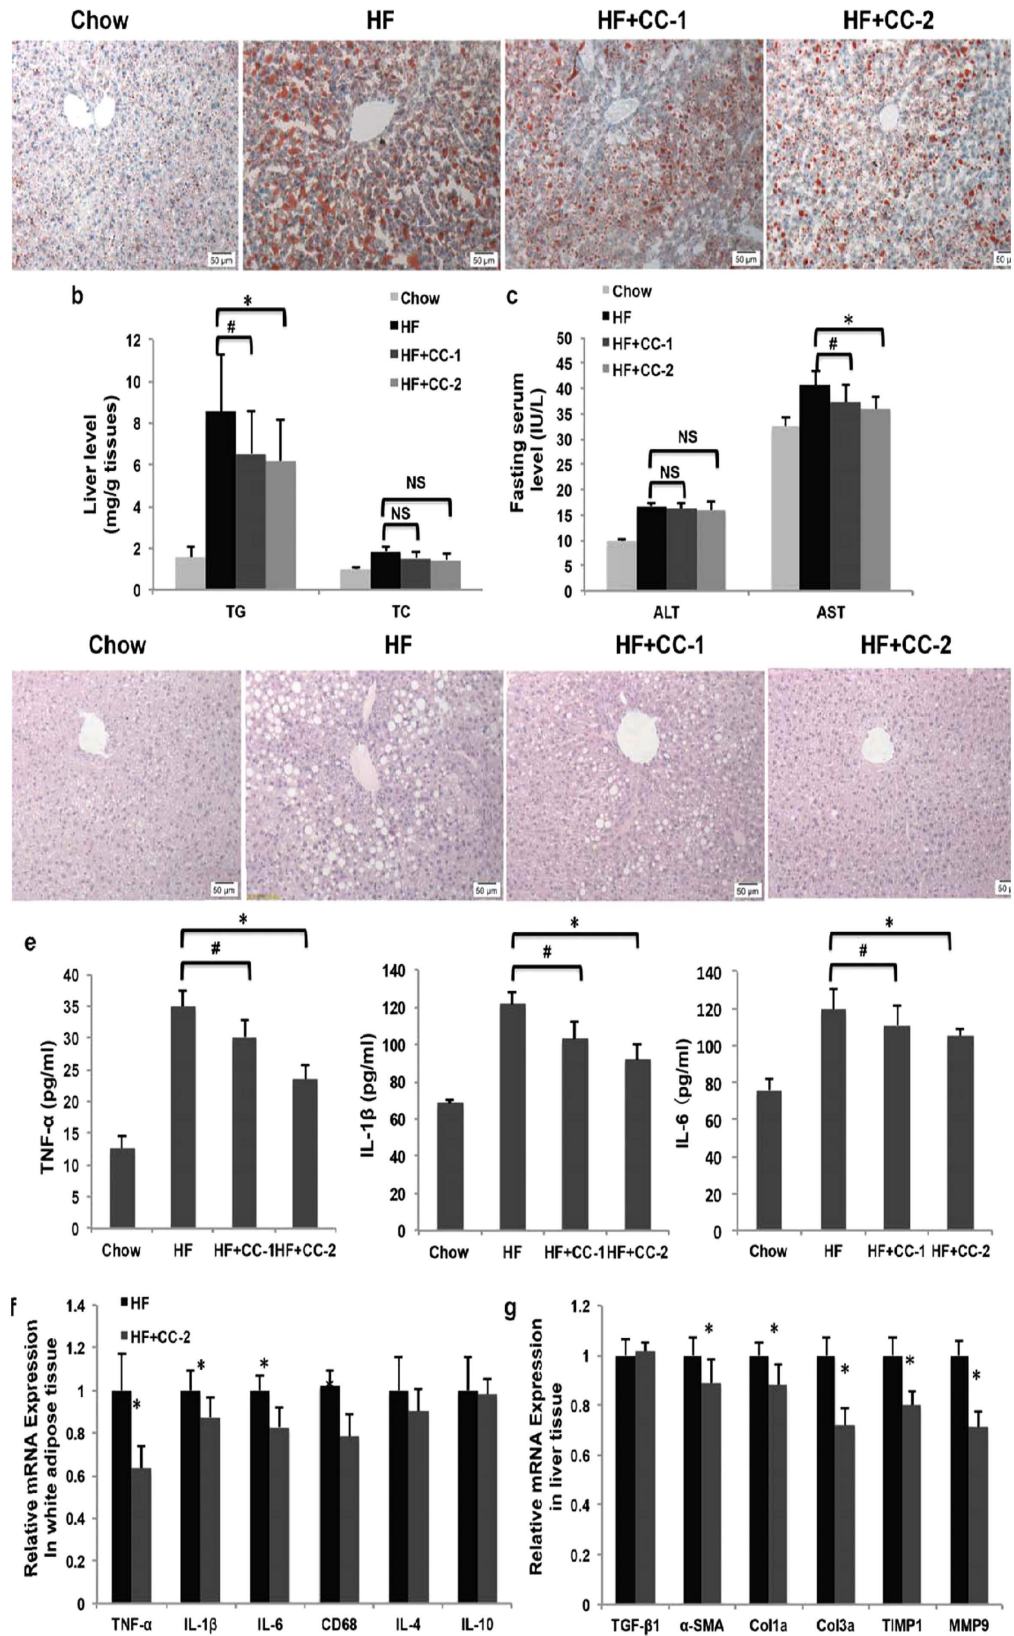 Chow HF HF+CC-1 HF+CC-2
50 µm 50 µm 50 µm 50 µm
b
Chow
HF
HF+CC-1
HF+CC-2
*
#
NS
NS
Liver level
(mg/g tissues)
12
10
8
6
4
2
0
TG TC
c
Chow
HF
HF+CC-1
HF+CC-2
*
#
NS
NS
Fasting serum
level (IU/L)
50
45
40
35
30
25
20
15
10
5
0
ALT AST
Chow HF HF+CC-1 HF+CC-2
50 µm 50 µm 50 µm 50 µm
e
*
#
TNF-α (pg/ml)
40
35
30
25
20
15
10
5
0
Chow HF HF+CC-1HF+CC-2
*
#
IL-1β (pg/ml)
140
120
100
80
60
40
20
0
Chow HF HF+CC-1HF+CC-2
*
#
IL-6 (pg/ml)
140
120
100
80
60
40
20
0
Chow HF HF+CC-1 HF+CC-2
f
HF
HF+CC-2
Relative mRNA Expression
In white adipose tissue
1.4
1.2
1
0.8
0.6
0.4
0.2
0
* * * *
TNF-α IL-1β IL-6 CD68 IL-4 IL-10
g
Relative mRNA Expression
in liver tissue
1.2
1
0.8
0.6
0.4
0.2
0
* * * * *
TGF-β1 α-SMA Col1a Col3a TIMP1 MMP9